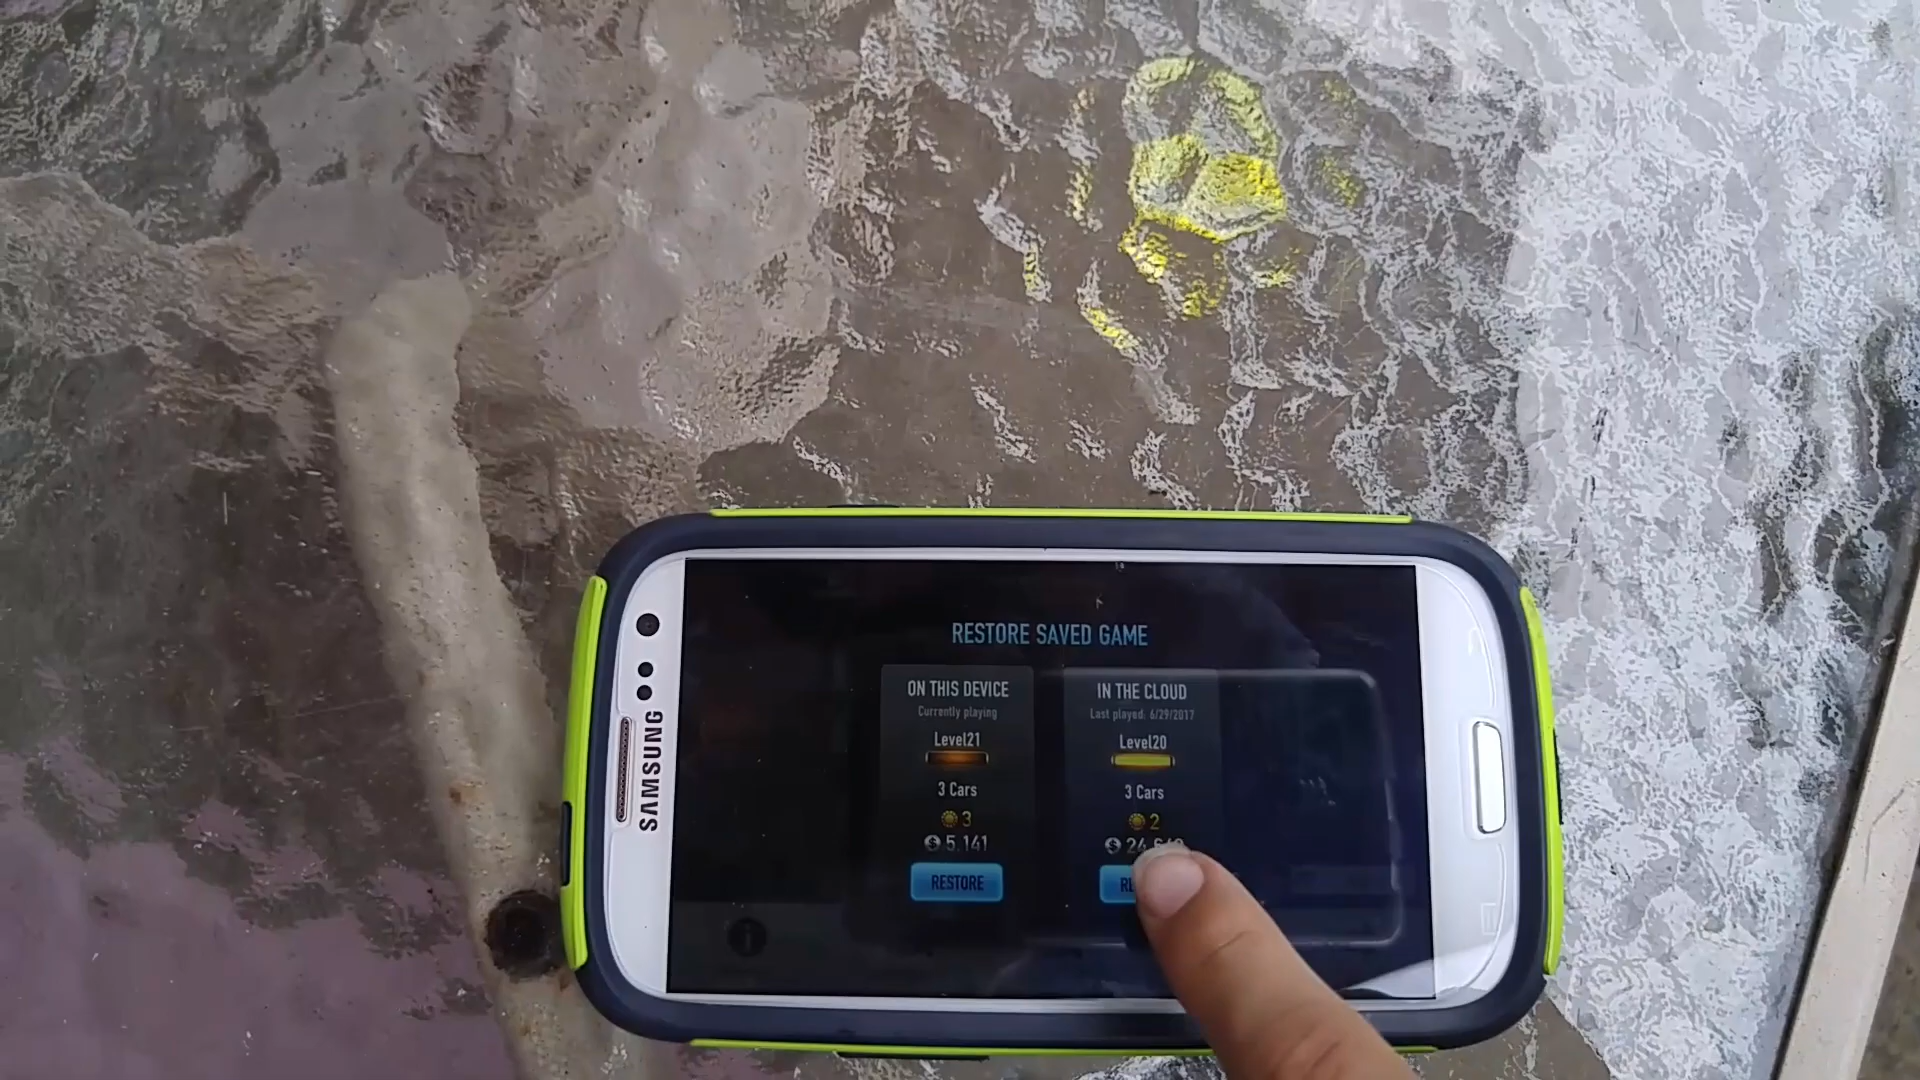 SAMSUNG
RESTORE SAVED GAME
ON THIS DEVICE
Currently playing
Level21
3 Cars
3
5,141
RESTORE
IN THE CLOUD
Last played: 6/29/2017
Level20
3 Cars
2